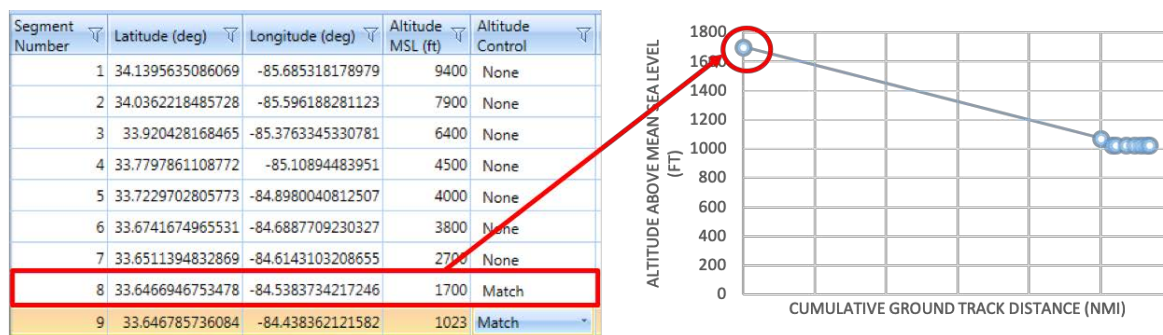 Segment Number Latitude (deg) Longitude (deg) Altitude MSL (ft) Altitude Control
1 34.1395635086069 -85.685318178979 9400 None
2 34.0362218485728 -85.596188281123 7900 None
3 33.920428168465 -85.3763345330781 6400 None
4 33.7797861108772 -85.10894483951 4500 None
5 33.7229702805773 -84.8980040812507 4000 None
6 33.6741674965531 -84.6887709230327 3800 None
7 33.6511394832869 -84.6143103208655 2700 None
8 33.6466946753478 -84.5383734217246 1700 Match
9 33.646785736084 -84.438362121582 1023 Match
ALTITUDE ABOVE MEAN SEA LEVEL
(FT)
1800
1600
1400
1200
1000
800
600
400
200
0
CUMULATIVE GROUND TRACK DISTANCE (NMI)